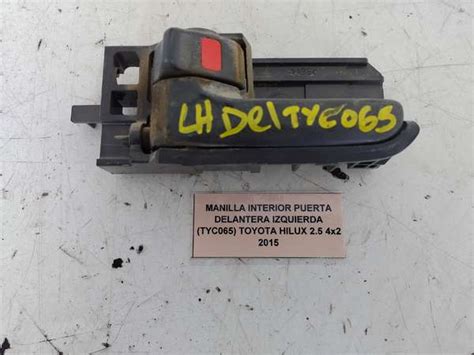 LH Del TYC065
MANILLA INTERIOR PUERTA
DELANTERA IZQUIERDA
(TYC065) TOYOTA HILUX 2.5 4x2
2015